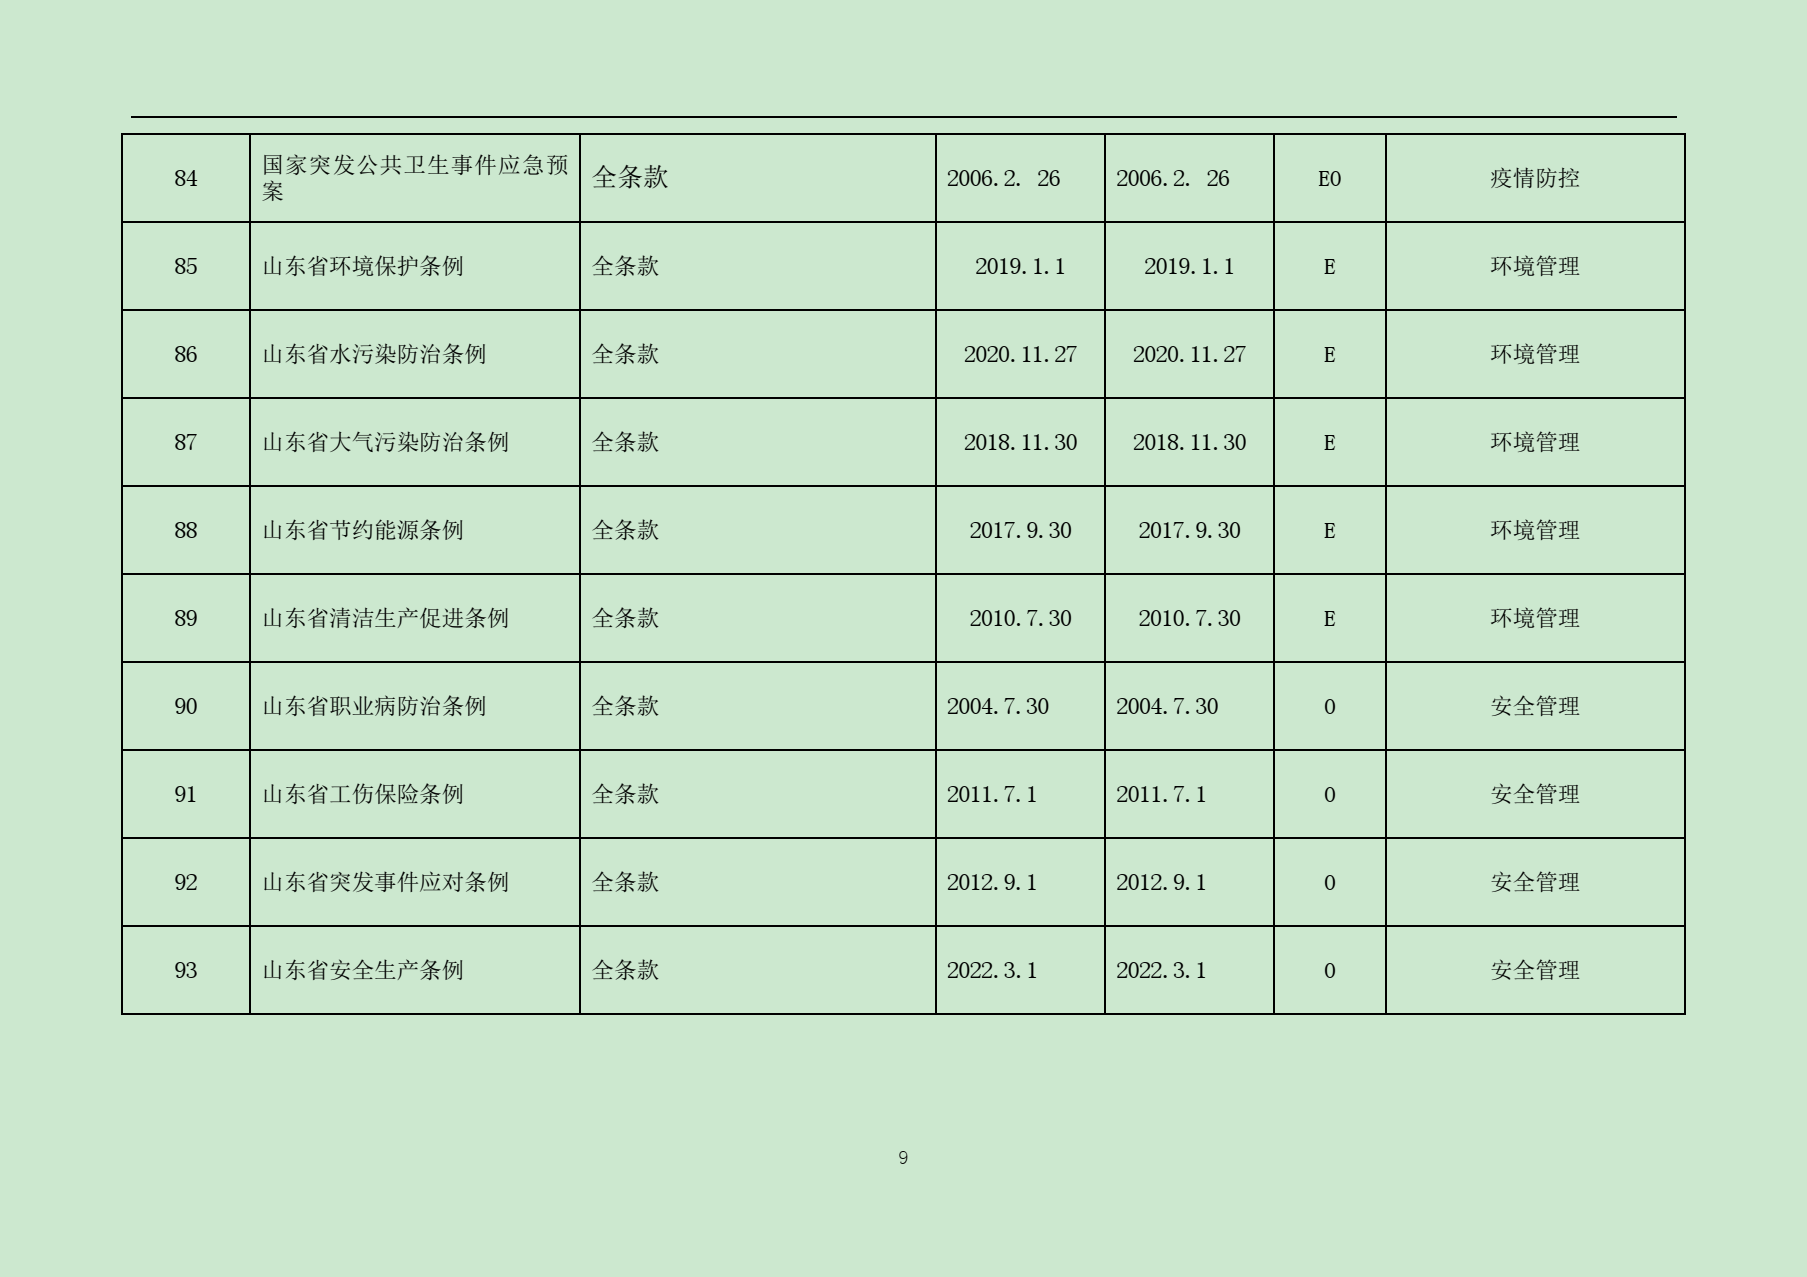 84 国家突发公共卫生事件应急预 全条款 2006.2. 26 2006.2. 26 EO 疫情防控
案
85 山东省环境保护条例 全条款 2019.1.1 2019.1.1 E 环境管理
86 山东省水污染防治条例 全条款 2020.11.27 2020.11.27 E 环境管理
87 山东省大气污染防治条例 全条款 2018.11.30 2018.11.30 E 环境管理
88 山东省节约能源条例 全条款 2017.9.30 2017.9.30 E 环境管理
89 山东省清洁生产促进条例 全条款 2010.7.30 2010.7.30 E 环境管理
90 山东省职业病防治条例 全条款 2004.7.30 2004.7.30 O 安全管理
91 山东省工伤保险条例 全条款 2011.7.1 2011.7.1 O 安全管理
92 山东省突发事件应对条例 全条款 2012.9.1 2012.9.1 O 安全管理
93 山东省安全生产条例 全条款 2022.3.1 2022.3.1 O 安全管理
9